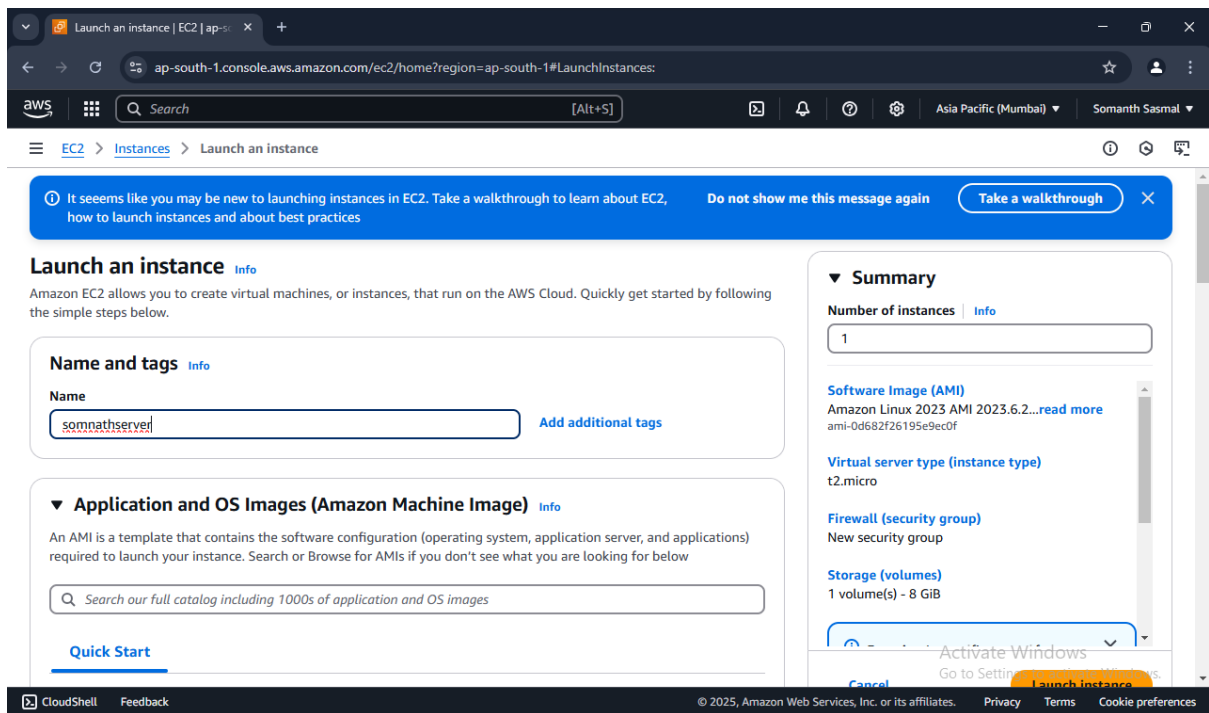 Launch an instance | EC2 | ap-sc
ap-south-1.console.aws.amazon.com/ec2/home?region=ap-south-1#LaunchInstances:
aws
Search [Alt+S]
Asia Pacific (Mumbai)
Somanth Sasmal
EC2 > Instances > Launch an instance
It seeems like you may be new to launching instances in EC2. Take a walkthrough to learn about EC2,
how to launch instances and about best practices
Do not show me this message again
Take a walkthrough
Launch an instance Info
Amazon EC2 allows you to create virtual machines, or instances, that run on the AWS Cloud. Quickly get started by following
the simple steps below.
Name and tags Info
Name
somnathserver
Add additional tags
Application and OS Images (Amazon Machine Image) Info
An AMI is a template that contains the software configuration (operating system, application server, and applications)
required to launch your instance. Search or Browse for AMIs if you don't see what you are looking for below
Search our full catalog including 1000s of application and OS images
Quick Start
Summary
Number of instances Info
1
Software Image (AMI)
Amazon Linux 2023 AMI 2023.6.2...read more
ami-0d682f26195e9ec0f
Virtual server type (instance type)
t2.micro
Firewall (security group)
New security group
Storage (volumes)
1 volume(s) - 8 GiB
Activate Windows
Go to Settin
Cancel
Launch instance
CloudShell
Feedback
© 2025, Amazon Web Services, Inc. or its affiliates.
Privacy
Terms
Cookie preferences